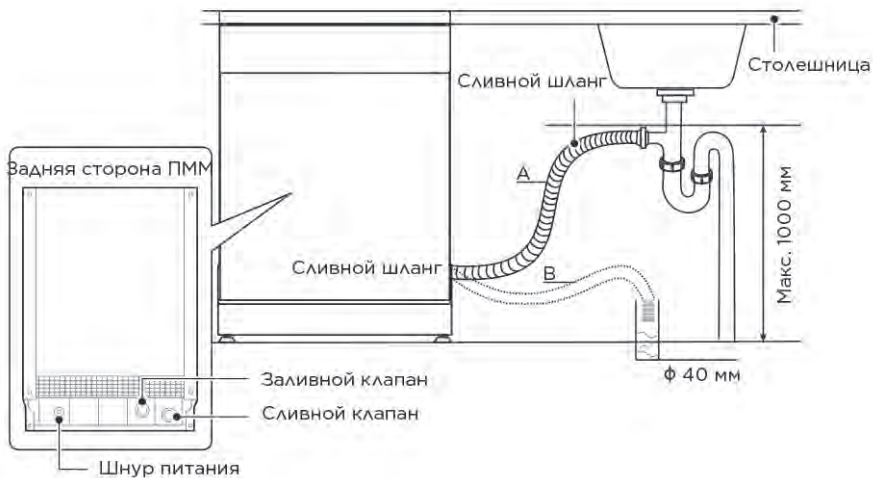 Столешница
Сливной шланг
Задняя сторона ПММ
A
Макс. 1000 мм
Сливной шланг
B
ϕ 40 мм
Заливной клапан
Сливной клапан
Шнур питания